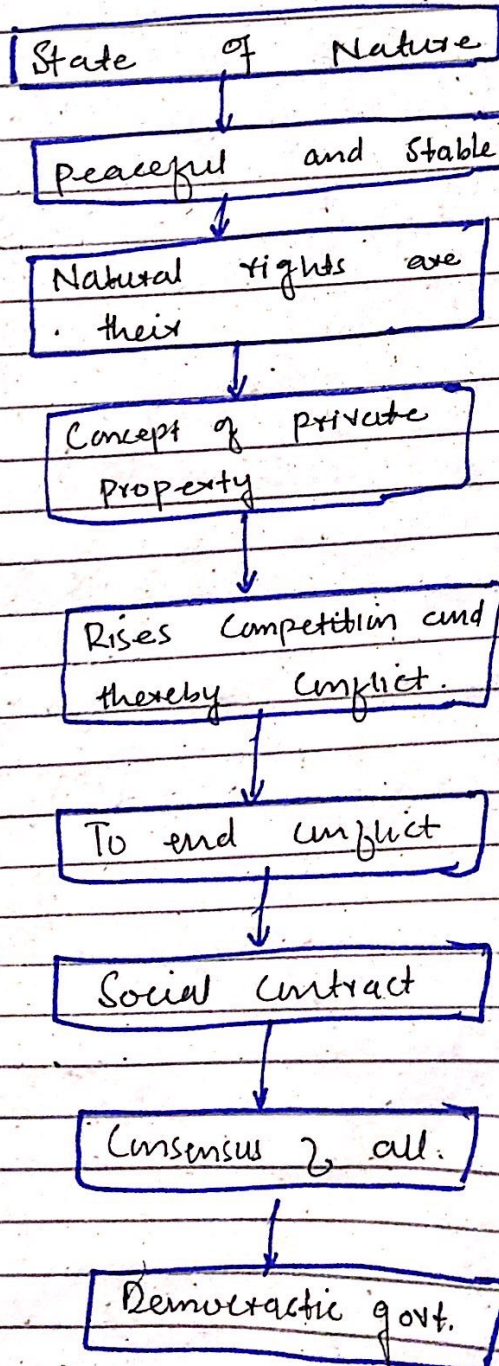 State of Nature
peaceful and Stable
Natural rights are
their
Concept of private
property
Rises Competition and
thereby conflict.
To end conflict
Social contract
Consensus of all.
Democractic govt.